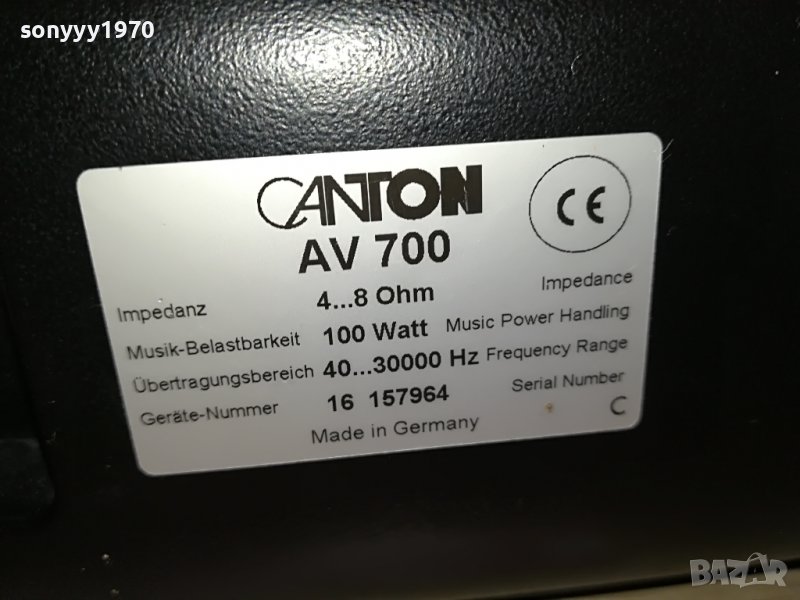 sonyyy1970
CANTON
CE
AV 700
Impedanz 4...8 Ohm Impedance
Musik-Belastbarkeit 100 Watt Music Power Handling
Übertragungsbereich 40...30000 Hz Frequency Range
Geräte-Nummer 16 157964 Serial Number
Made in Germany C
BAZAR